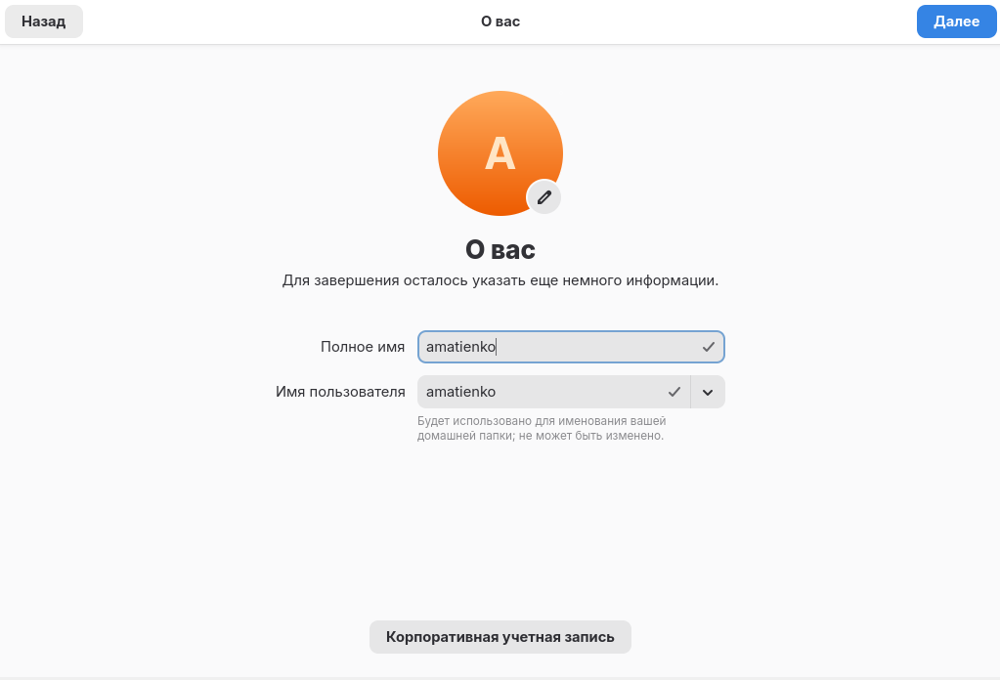 Назад
О вас
Далее
A
О вас
Для завершения осталось указать еще немного информации.
Полное имя
amatienko
Имя пользователя
amatienko
Будет использовано для именования вашей
домашней папки; не может быть изменено.
Корпоративная учетная запись